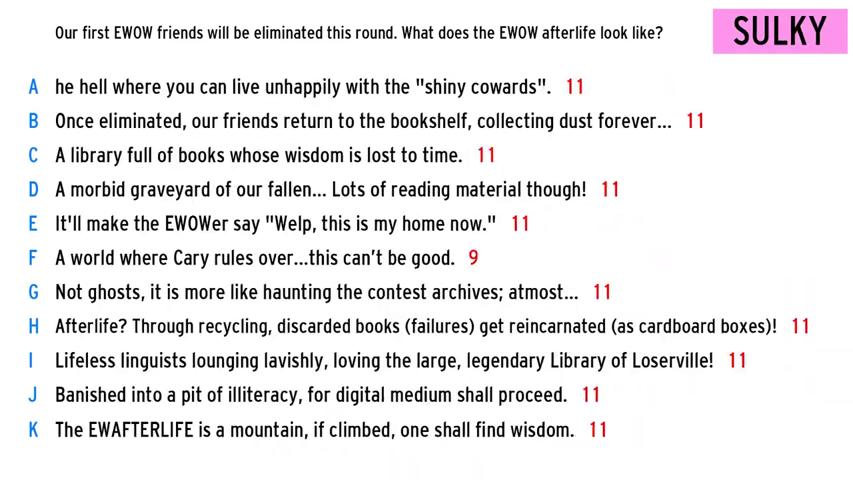 Our first EWOW friends will be eliminated this round. What does the EWOW afterlife look like?
SULKY
A he hell where you can live unhappily with the "shiny cowards". 11
B Once eliminated, our friends return to the bookshelf, collecting dust forever... 11
C A library full of books whose wisdom is lost to time. 11
D A morbid graveyard of our fallen... Lots of reading material though! 11
E It'll make the EWOWer say "Welp, this is my home now." 11
F A world where Cary rules over...this can't be good. 9
G Not ghosts, it is more like haunting the contest archives; atmost... 11
H Afterlife? Through recycling, discarded books (failures) get reincarnated (as cardboard boxes)! 11
I Lifeless linguists lounging lavishly, loving the large, legendary Library of Loserville! 11
J Banished into a pit of illiteracy, for digital medium shall proceed. 11
K The EWAFTERLIFE is a mountain, if climbed, one shall find wisdom. 11